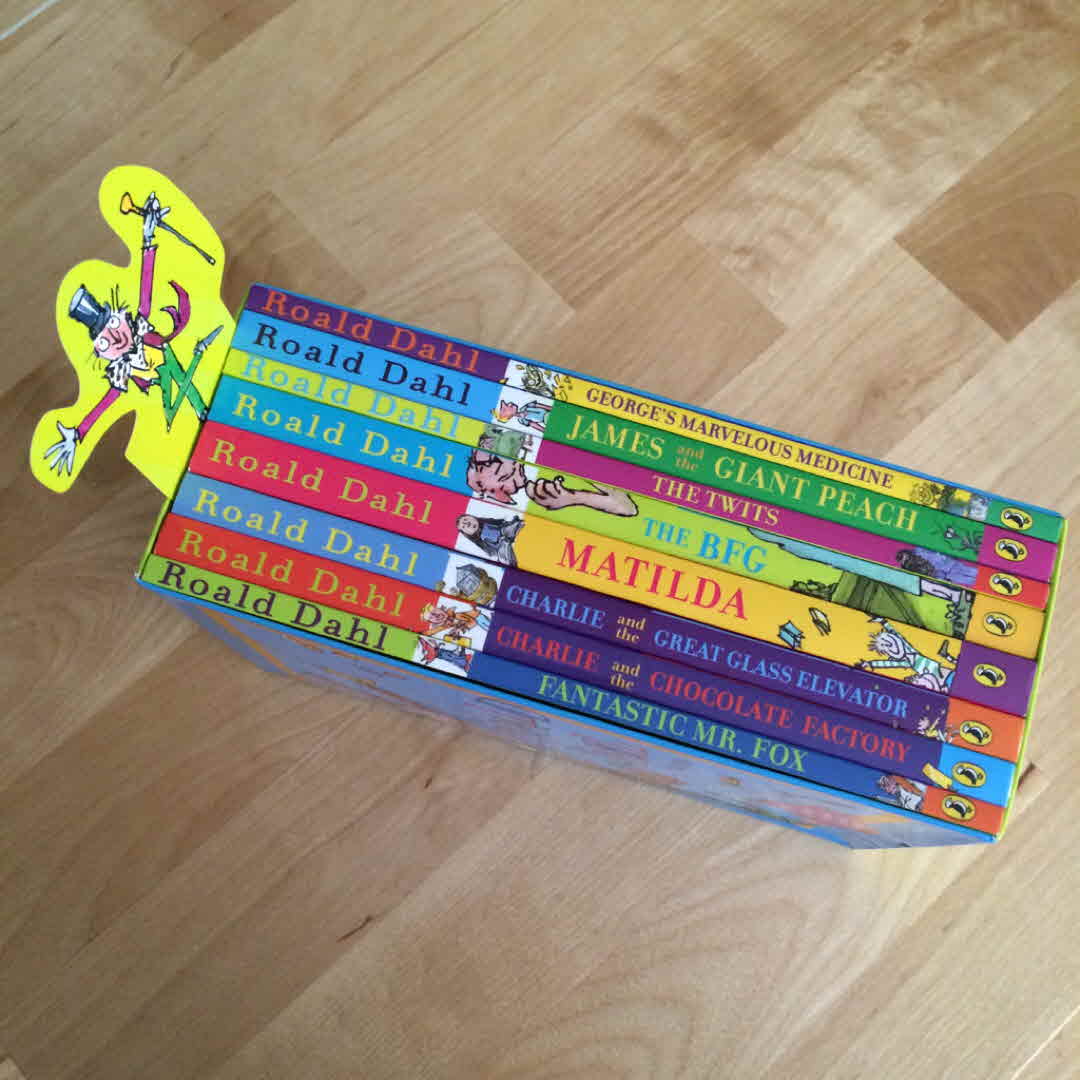 Roald Dahl GEORGE'S MARVELOUS MEDICINE
Roald Dahl JAMES and the GIANT PEACH
Roald Dahl THE TWITS
Roald Dahl THE BFG
Roald Dahl MATILDA
Roald Dahl CHARLIE and the GREAT GLASS ELEVATOR
Roald Dahl CHARLIE and the CHOCOLATE FACTORY
Roald Dahl FANTASTIC MR. FOX